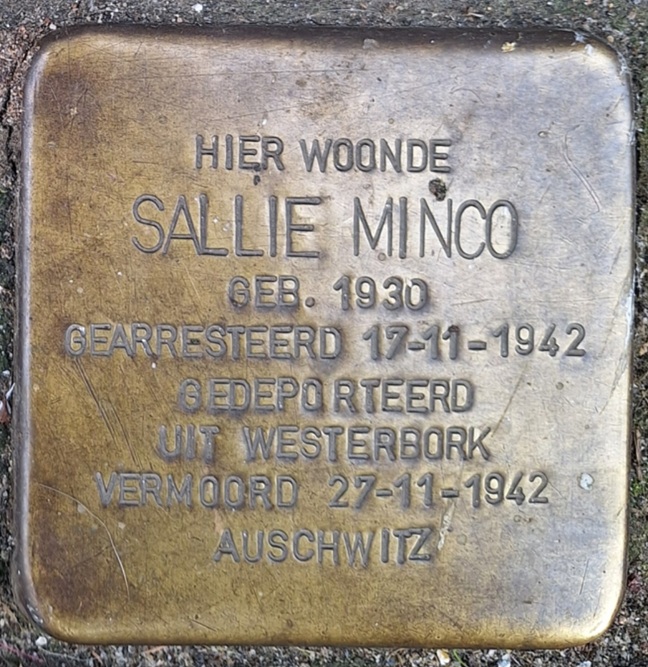 HIER WOONDE
SALLIE MINCO
GEB. 1930
GEARRESTEERD 17-11-1942
GEDEPORTEERD
UIT WESTERBORK
VERMOORD 27-11-1942
AUSCHWITZ